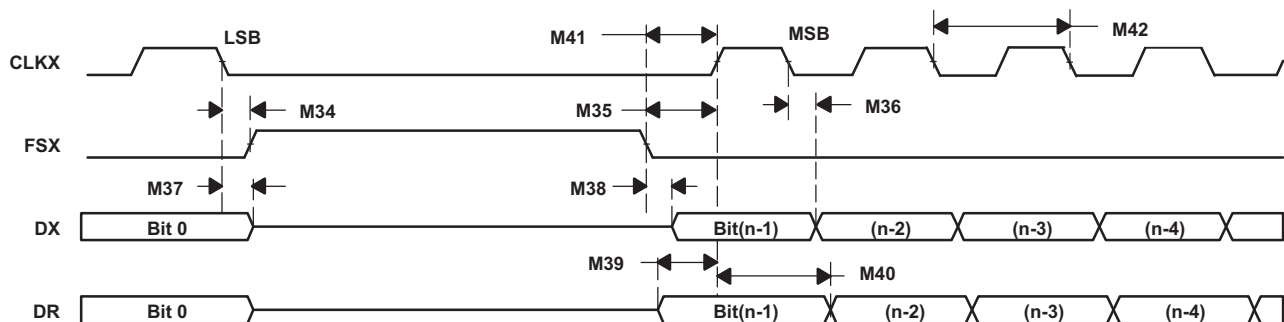 LSB
M41
MSB
M42
CLKX
M34
M35
M36
FSX
M37
M38
DX
Bit 0
Bit(n-1)
(n-2)
(n-3)
(n-4)
M39
M40
DR
Bit 0
Bit(n-1)
(n-2)
(n-3)
(n-4)